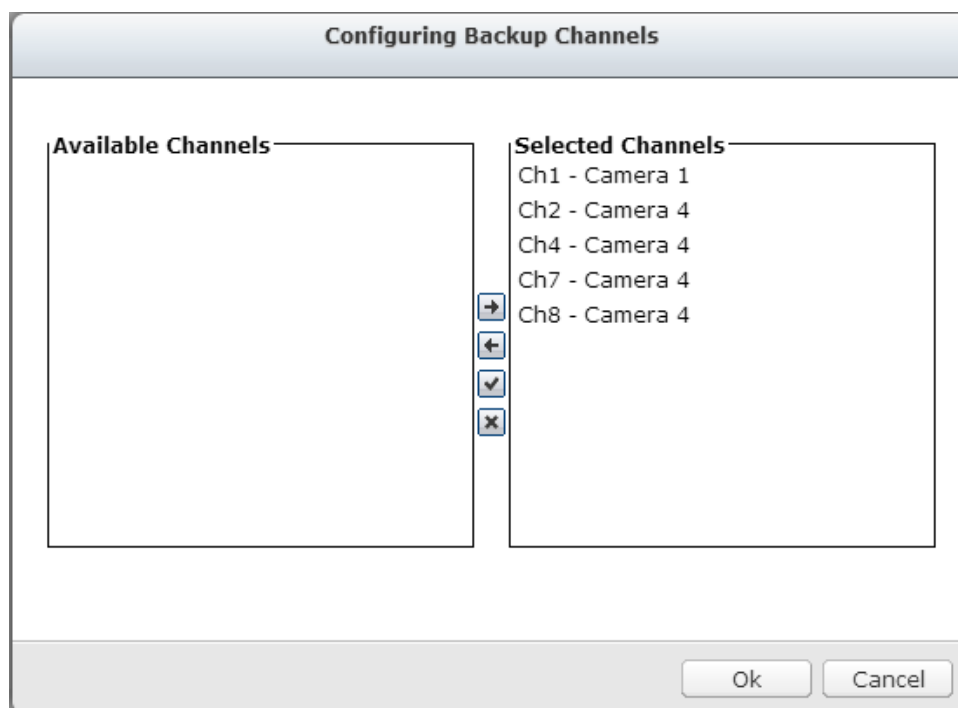 Configuring Backup Channels
Available Channels
Selected Channels
Ch1 - Camera 1
Ch2 - Camera 4
Ch4 - Camera 4
Ch7 - Camera 4
Ch8 - Camera 4
Ok
Cancel